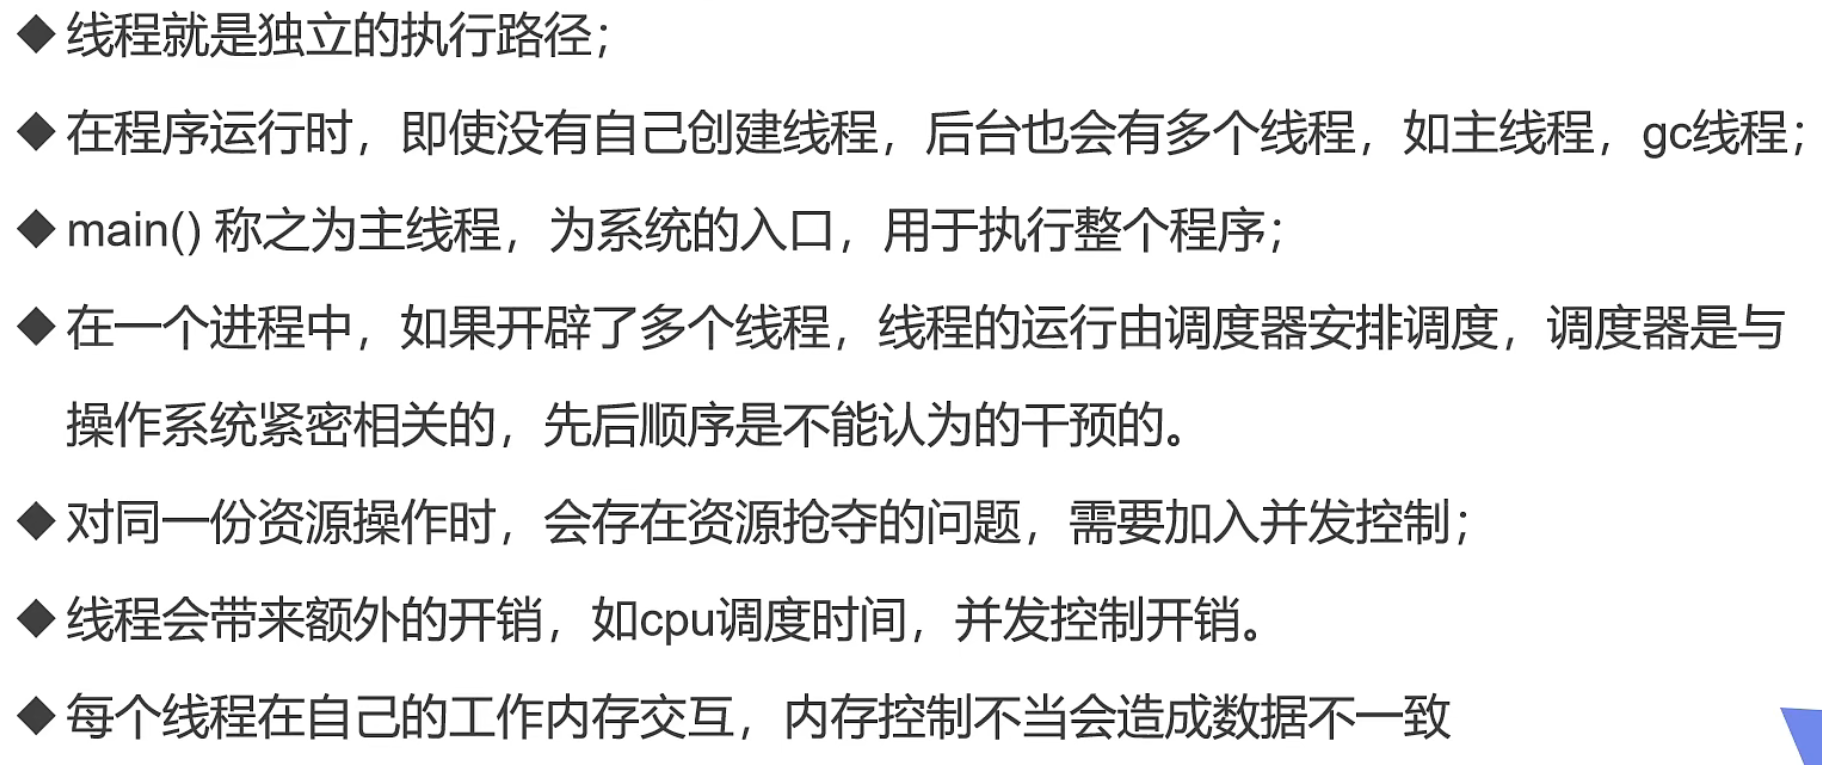 ◆ 线程就是独立的执行路径；
◆ 在程序运行时，即使没有自己创建线程，后台也会有多个线程，如主线程，gc线程；
◆ main() 称之为主线程，为系统的入口，用于执行整个程序；
◆ 在一个进程中，如果开辟了多个线程，线程的运行由调度器安排调度，调度器是与
操作系统紧密相关的，先后顺序是不能认为的干预的。
◆ 对同一份资源操作时，会存在资源抢夺的问题，需要加入并发控制；
◆ 线程会带来额外的开销，如cpu调度时间，并发控制开销。
◆ 每个线程在自己的工作内存交互，内存控制不当会造成数据不一致